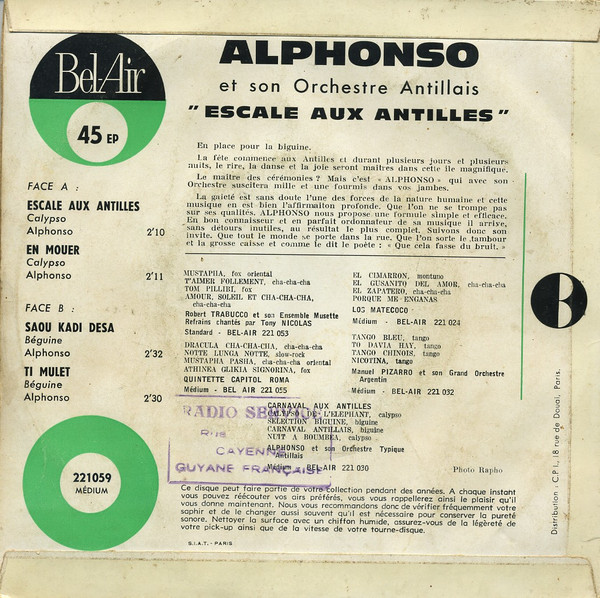 Bel-Air
45 EP
ALPHONSO
et son Orchestre Antillais
" ESCALE AUX ANTILLES "
FACE A :
ESCALE AUX ANTILLES
Calypso
Alphonso 2'10
EN MOUER
Calypso
Alphonso 2'11
FACE B :
SAOU KADI DESA
Béguine
Alphonso 2'32
TI MULET
Béguine
Alphonso 2'30
221059
MÉDIUM
En place pour la biguine.
La fête commence aux Antilles et durant plusieurs jours et plusieurs
nuits, le rire, la danse et la joie seront maîtres dans cette île magnifique.
Le maître des cérémonies ? Mais c'est « ALPHONSO » qui avec son
Orchestre suscitera mille et une fourmis dans vos jambes.
La gaieté est sans doute l'une des forces de la nature humaine et cette
musique en est bien l'affirmaiton profonde. Que l'on ne se trompe pas
sur ses qualités. ALPHONSO nous propose une formule simple et efficace.
En bon connaisseur et en parfait ordonnateur de sa musique il arrive,
sans détours inutiles, au résultat le plus complet. Suivons donc son
invite. Que tout le monde se porte dans la rue. Que l'on sorte le tambour
et la grosse caisse et comme le dit le poète : « Que cela fasse du bruit. »
MUSTAPHA, fox oriental
T'AIMER FOLLEMENT, cha-cha-cha
TOM PILLIBI, fox
AMOUR, SOLEIL ET CHA-CHA-CHA,
cha-cha-cha
Robert TRABUCCO et son Ensemble Musette
Refrains chantés par Tony NICOLAS
Standard - BEL-AIR 221 053
DRACULA CHA-CHA-CHA, cha-cha-cha
NOTTE LUNGA NOTTE, slow-rock
MUSTAPHA PASHA, cha-cha-cha oriental
ATHINEA GLIKIA SIGNORINA, fox
QUINTETTE CAPITOL ROMA
Médium - BEL AIR 221 055
EL CIMARRON, montuno
EL GUSANITO DEL AMOR, cha-cha-cha
EL ZAPATERO, cha-cha-cha
PORQUE ME ENGANAS
LOS MATECOCO
Médium - BEL-AIR 221 024
TANGO BLEU, tango
TO DAVIA HAY, tango
TANGO CHINOIS, tango
NICOTINA, tango
Manuel PIZARRO et son Grand Orchestre
Argentin
Médium - BEL AIR 221 032
CARNAVAL AUX ANTILLES
CALYPSO DE L'ELEPHANT, calypso
SELECTION BIGUINE, biguine
CARNAVAL ANTILLAIS, biguine
NUIT A BOUMBEA, calypso
ALPHONSO et son Orchestre Typique
Antillais
Médium - BEL-AIR 221 030
RADIO
RUE
CAYENNE
GUYANE FRANÇAISE
Photo Rapho
Ce disque peut faire partie de votre collection pendant des années. A chaque instant
vous pouvez réécouter vos airs préférés, vous vous rappellerez ainsi le plaisir qu'il
vous donne maintenant. Nous vous recommandons donc de vérifier fréquemment votre
saphir et de le changer aussi souvent qu'il est nécessaire pour conserver la pureté
sonore. Nettoyer la surface avec un chiffon humide, assurez-vous de la légèreté de
votre pick-up ainsi que de la vitesse de votre tourne-disque.
S.I.A.T. - PARIS
B
Distribution : C.P.I., 18 rue de Douai, Paris.